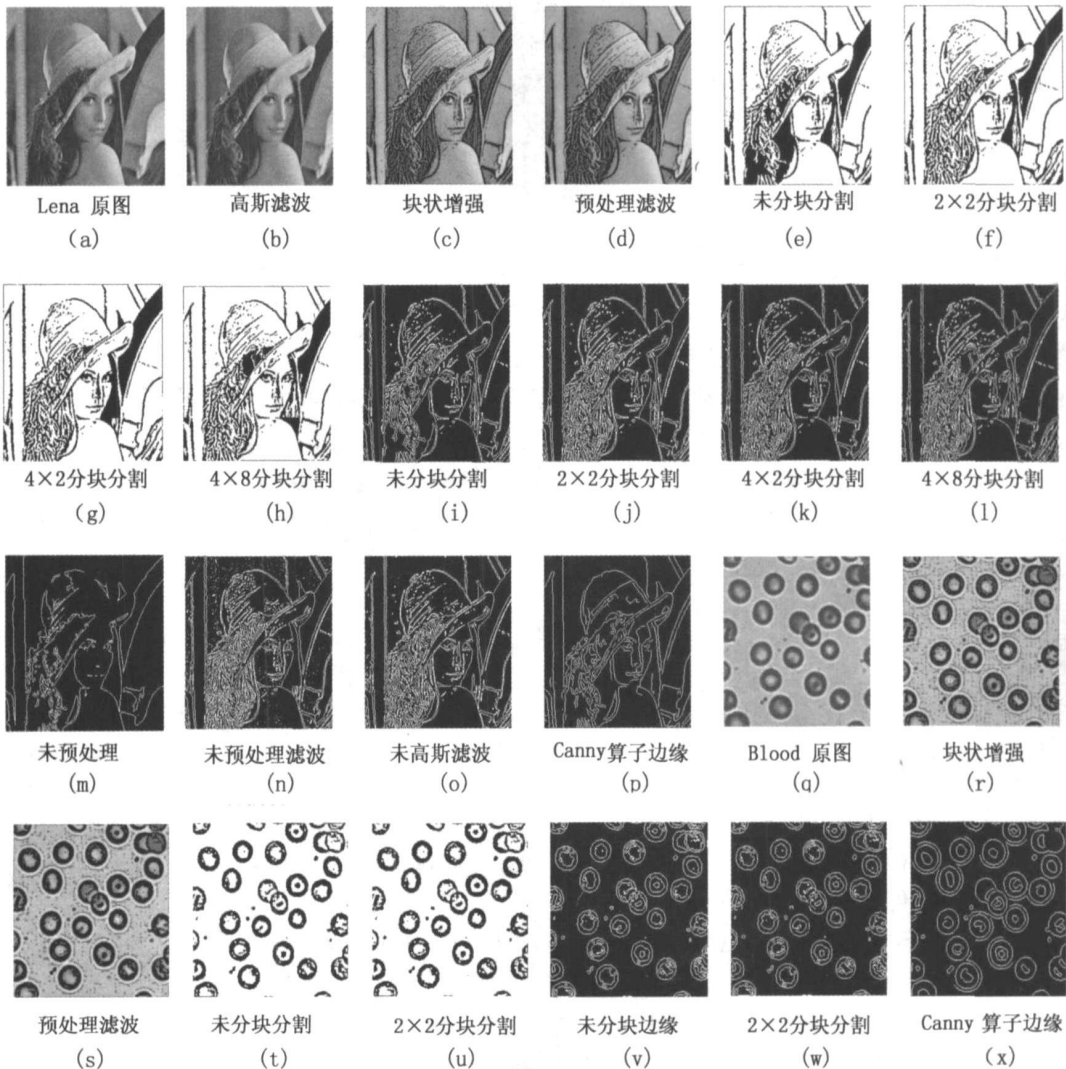 Lena 原图 高斯滤波 块状增强 预处理滤波 未分块分割 2×2分块分割
(a) (b) (c) (d) (e) (f)
4×2分块分割 4×8分块分割 未分块分割 2×2分块分割 4×2分块分割 4×8分块分割
(g) (h) (i) (j) (k) (l)
未预处理 未预处理滤波 未高斯滤波 Canny算子边缘 Blood 原图 块状增强
(m) (n) (o) (p) (q) (r)
预处理滤波 未分块分割 2×2分块分割 未分块边缘 2×2分块分割 Canny 算子边缘
(s) (t) (u) (v) (w) (x)